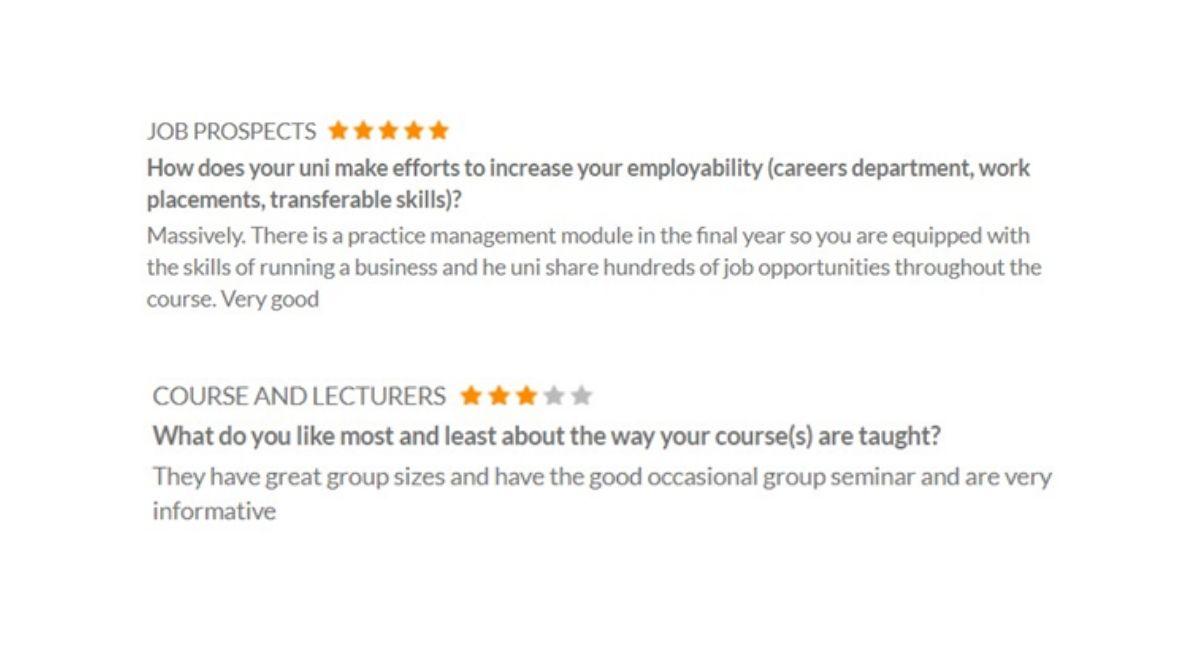 JOB PROSPECTS
How does your uni make efforts to increase your employability (careers department, work
placements, transferable skills)?
Massively. There is a practice management module in the final year so you are equipped with
the skills of running a business and he uni share hundreds of job opportunities throughout the
course. Very good
COURSE AND LECTURERS
What do you like most and least about the way your course(s) are taught?
They have great group sizes and have the good occasional group seminar and are very
informative